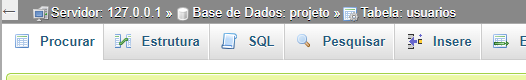 ← Servidor: 127.0.0.1 » Base de Dados: projeto » Tabela: usuarios
Procurar Estrutura SQL Pesquisar Insere E